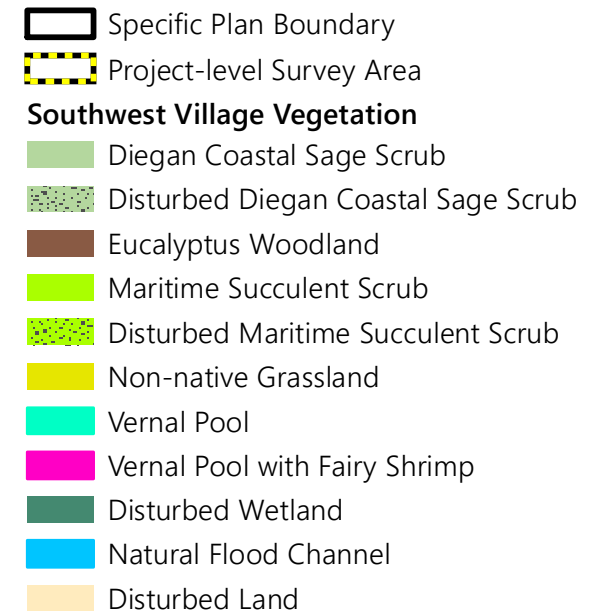 Specific Plan Boundary
Project-level Survey Area
Southwest Village Vegetation
Diegan Coastal Sage Scrub
Disturbed Diegan Coastal Sage Scrub
Eucalyptus Woodland
Maritime Succulent Scrub
Disturbed Maritime Succulent Scrub
Non-native Grassland
Vernal Pool
Vernal Pool with Fairy Shrimp
Disturbed Wetland
Natural Flood Channel
Disturbed Land